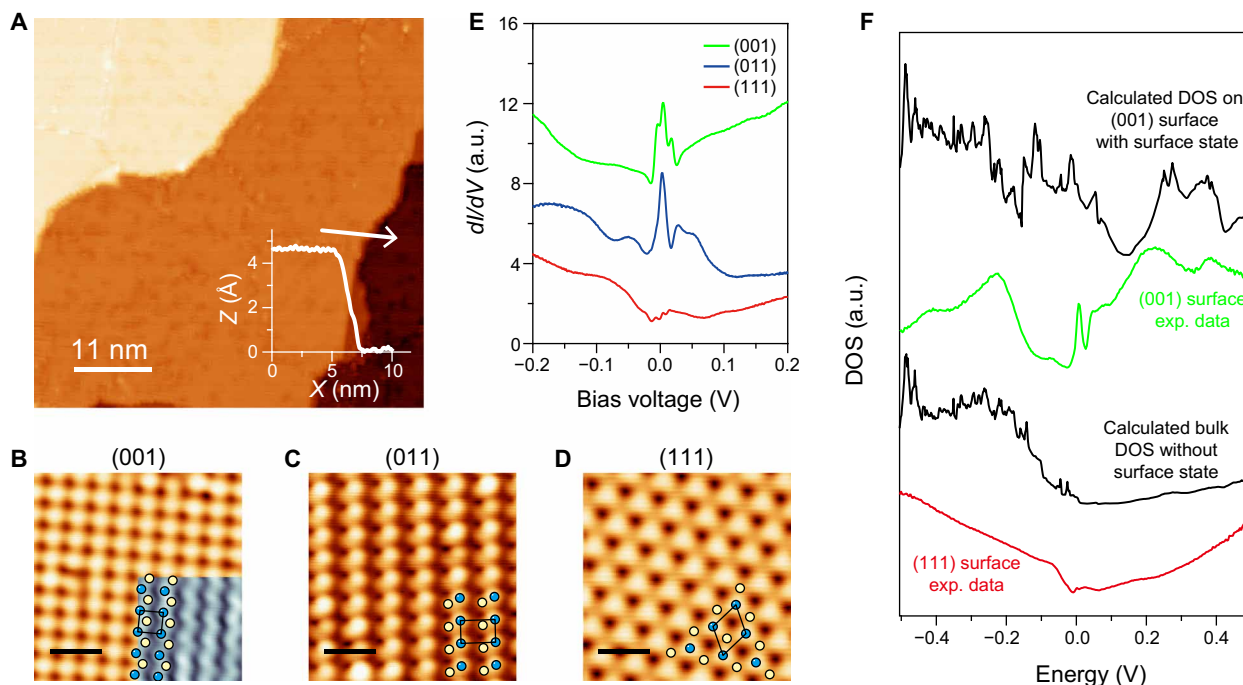 A
Z (Å)
4
2
0
0
5
10
X (nm)
11 nm
B
(001)
C
(011)
D
(111)
E
16
12
8
4
0
dI/dV (a.u.)
(001)
(011)
(111)
−0.2
−0.1
0.0
0.1
0.2
Bias voltage (V)
F
DOS (a.u.)
Calculated DOS on
(001) surface
with surface state
(001) surface
exp. data
Calculated bulk
DOS without
surface state
(111) surface
exp. data
−0.4
−0.2
0.0
0.2
0.4
Energy (V)